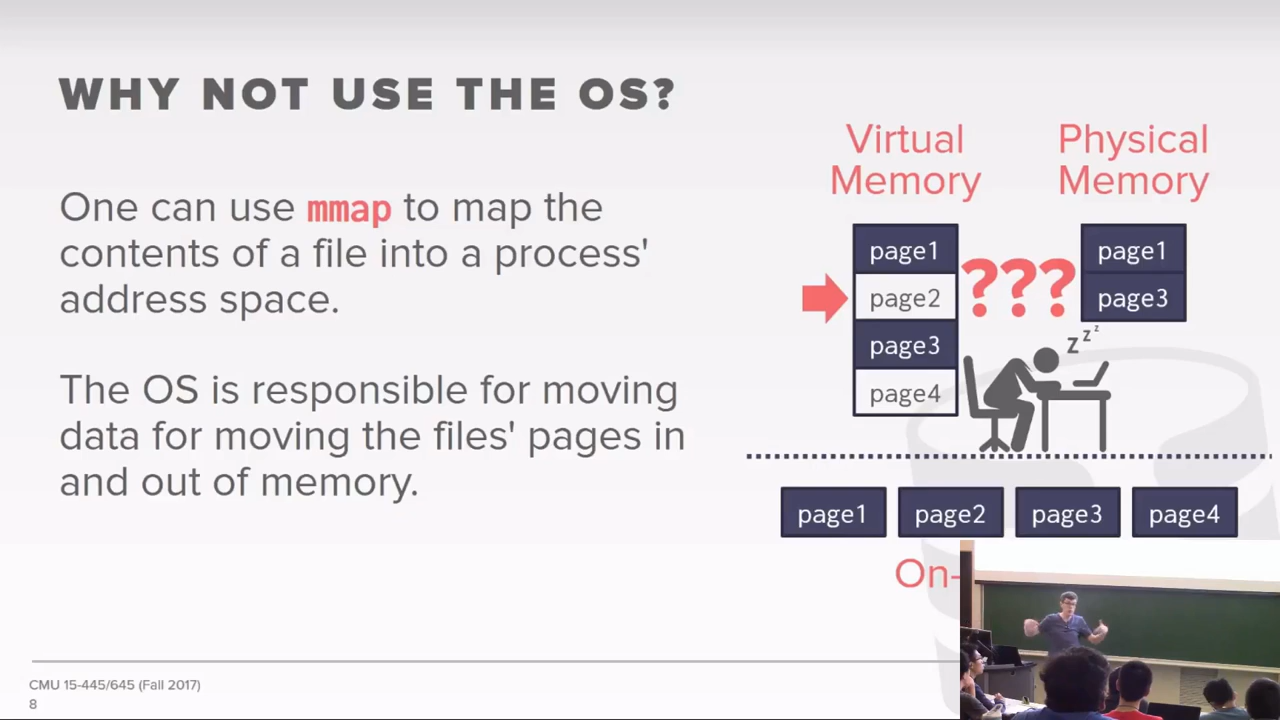 WHY NOT USE THE OS?
One can use mmap to map the
contents of a file into a process'
address space.
The OS is responsible for moving
data for moving the files' pages in
and out of memory.
Virtual
Memory
Physical
Memory
page1
page2
page3
page4
???
page1
page3
z z z
page1 page2 page3 page4
On-
CMU 15-445/645 (Fall 2017)
8